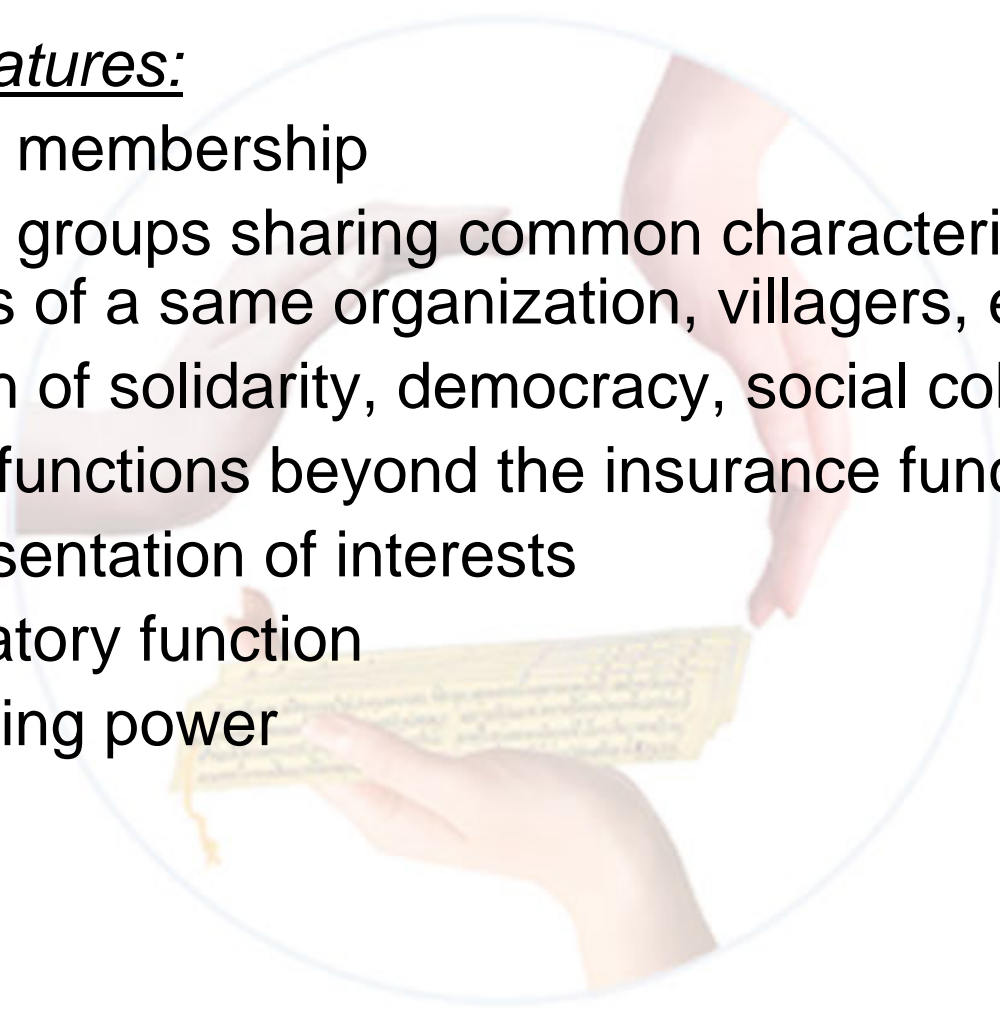 atures:
membership
groups sharing common characteri
s of a same organization, villagers, e
n of solidarity, democracy, social col
functions beyond the insurance func
sentation of interests
atory function
ing power